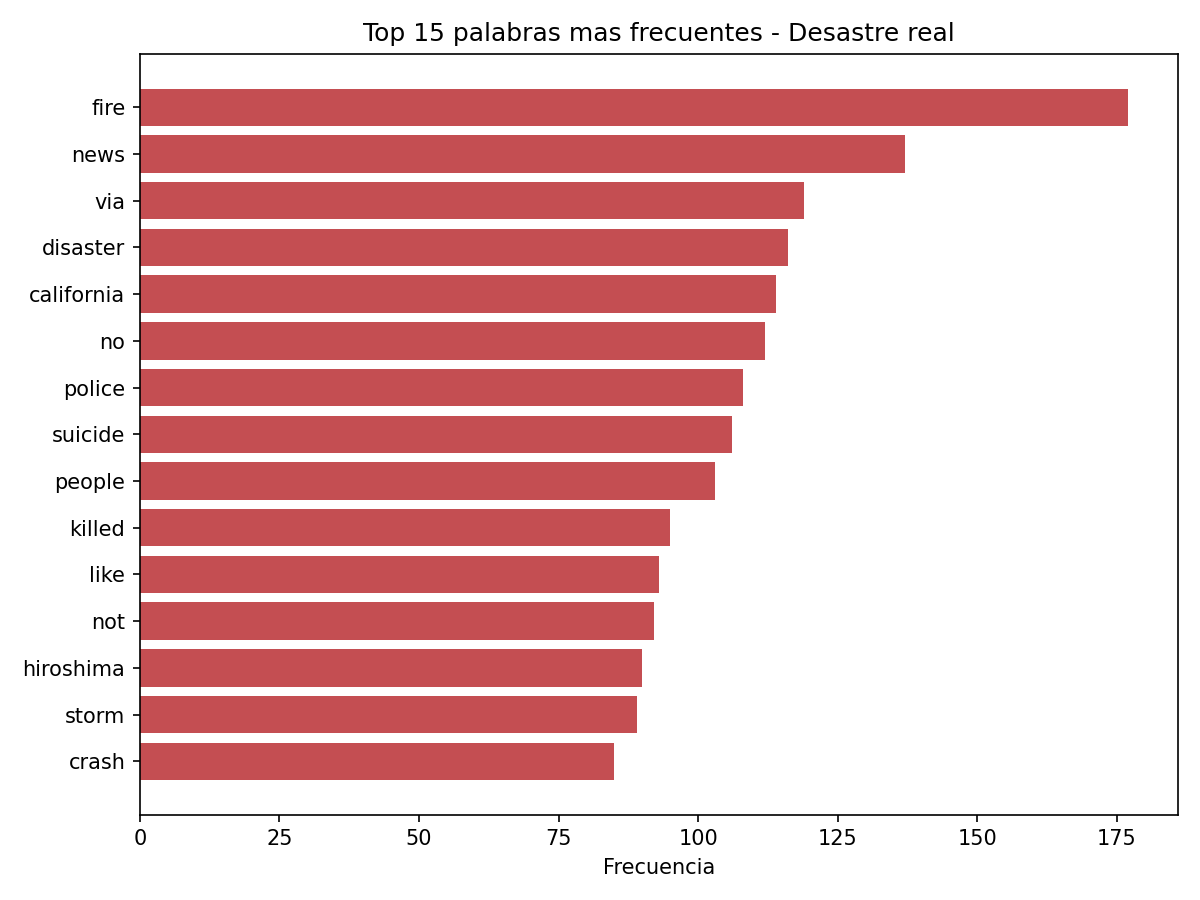 Top 15 palabras mas frecuentes - Desastre real
fire
news
via
disaster
california
no
police
suicide
people
killed
like
not
hiroshima
storm
crash
0 25 50 75 100 125 150 175
Frecuencia